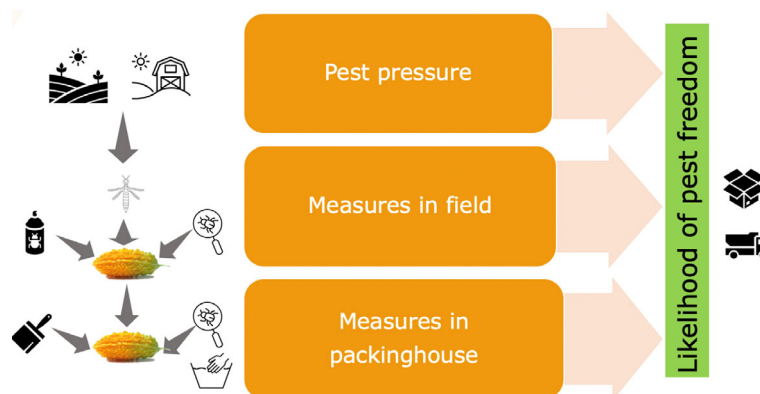 Pest pressure
Measures in field
Measures in
packinghouse
Likelihood of pest freedom